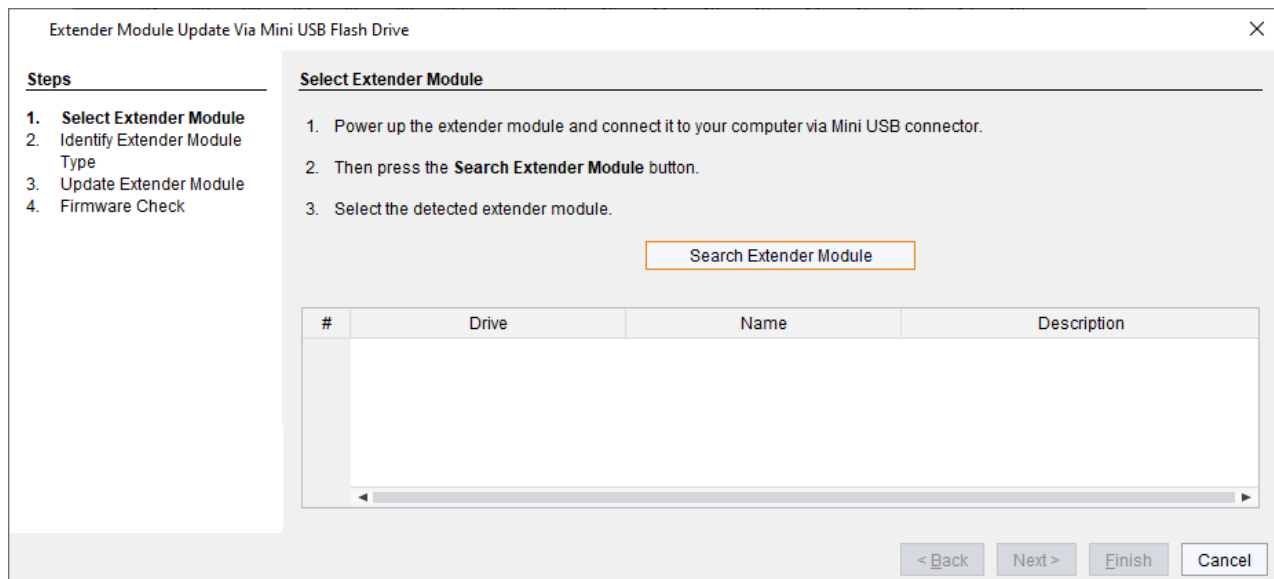 Extender Module Update Via Mini USB Flash Drive
Steps
1. Select Extender Module
2. Identify Extender Module
Type
3. Update Extender Module
4. Firmware Check
Select Extender Module
1. Power up the extender module and connect it to your computer via Mini USB connector.
2. Then press the Search Extender Module button.
3. Select the detected extender module.
Search Extender Module
# Drive Name Description
< Back Next > Finish Cancel